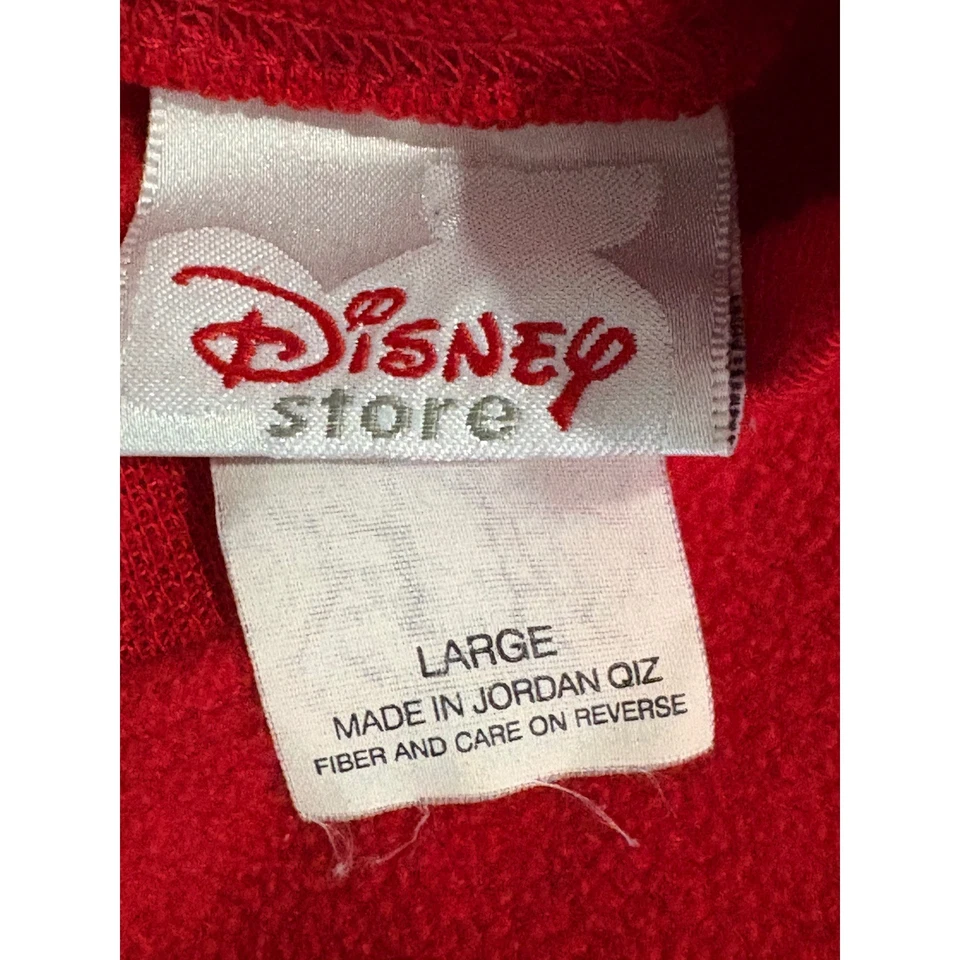 Disney
store
LARGE
MADE IN JORDAN QIZ
FIBER AND CARE ON REVERSE